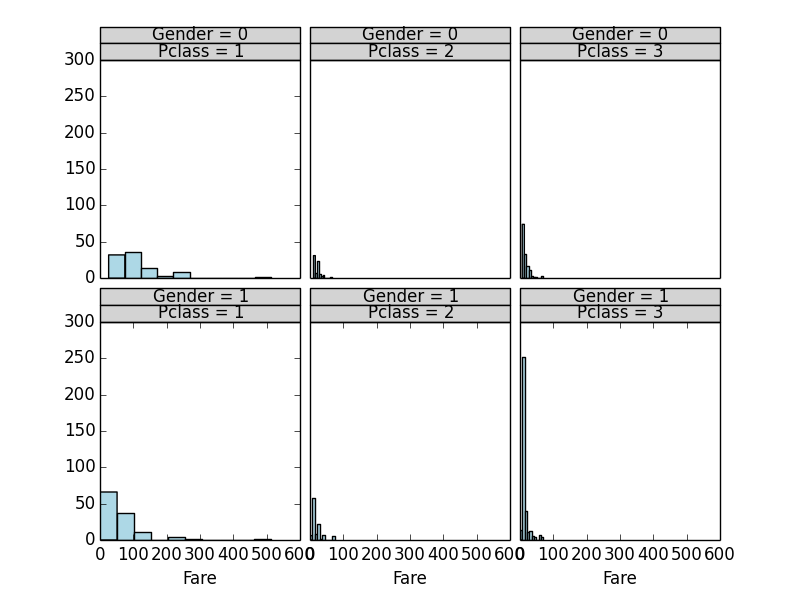 Gender = 0 Gender = 0 Gender = 0
Pclass = 1 Pclass = 2 Pclass = 3
300
250
200
150
100
50
0
Gender = 1 Gender = 1 Gender = 1
Pclass = 1 Pclass = 2 Pclass = 3
300
250
200
150
100
50
0
0 100 200 300 400 500 600 0 100 200 300 400 500 600 0 100 200 300 400 500 600
Fare Fare Fare